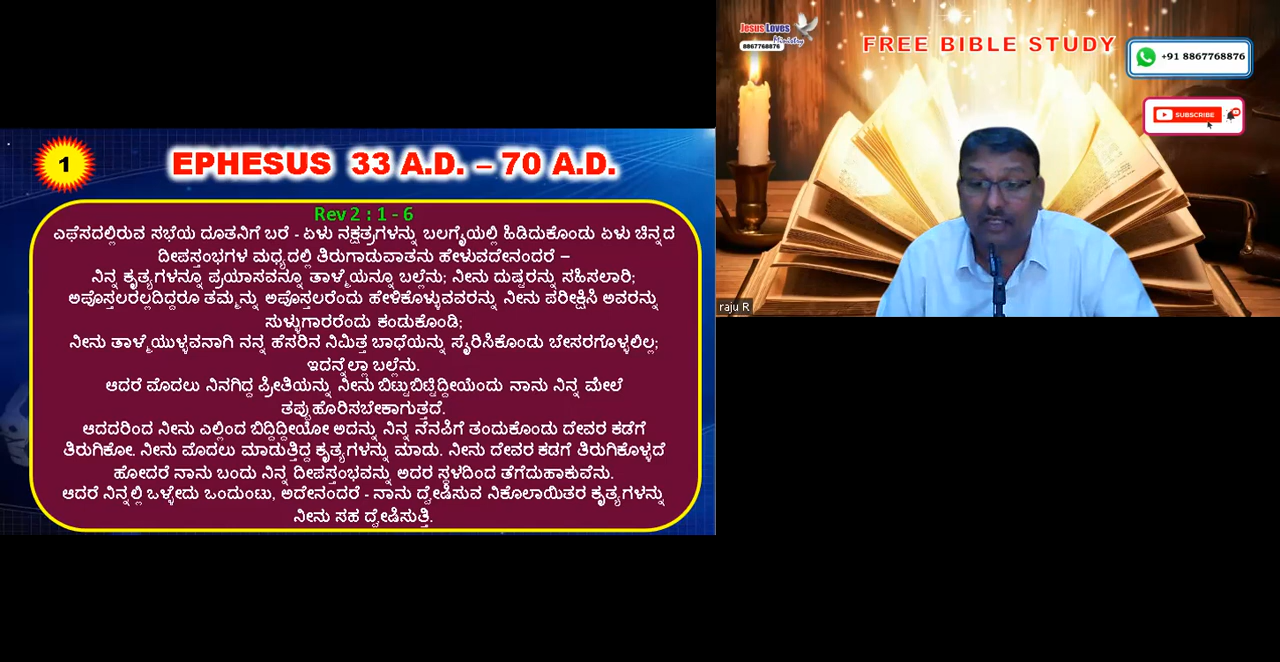 1
EPHESUS 33 A.D. – 70 A.D.
Rev 2 : 1 - 6
ಎಫೆಸದಲ್ಲಿರುವ ಸಭೆಯ ದೂತನಿಗೆ ಬರೆ - ಏಳು ನಕ್ಷತ್ರಗಳನ್ನು ಬಲಗೈಯಲ್ಲಿ ಹಿಡಿದುಕೊಂಡು ಏಳು ಚಿನ್ನದ
ದೀಪಸ್ತಂಭಗಳ ಮಧ್ಯದಲ್ಲಿ ತಿರುಗಾಡುವಾತನು ಹೇಳುವದೇನಂದರೆ –
ನಿನ್ನ ಕೃತ್ಯಗಳನ್ನೂ ಪ್ರಯಾಸವನ್ನೂ ತಾಳ್ಮೆಯನ್ನೂ ಬಲ್ಲೆನು; ನೀನು ದುಷ್ಟರನ್ನು ಸಹಿಸಲಾರಿ;
ಅಪೊಸ್ತಲರಲ್ಲದಿದ್ದರೂ ತಮ್ಮನ್ನು ಅಪೊಸ್ತಲರೆಂದು ಹೇಳಿಕೊಳ್ಳುವವರನ್ನು ನೀನು ಪರೀಕ್ಷಿಸಿ ಅವರನ್ನು
ಸುಳ್ಳುಗಾರರೆಂದು ಕಂಡುಕೊಂಡಿ;
ನೀನು ತಾಳ್ಮೆಯುಳ್ಳವನಾಗಿ ನನ್ನ ಹೆಸರಿನ ನಿಮಿತ್ತ ಬಾಧೆಯನ್ನು ಸೈರಿಸಿಕೊಂಡು ಬೇಸರಗೊಳ್ಳಲಿಲ್ಲ;
ಇದನ್ನೆಲ್ಲಾ ಬಲ್ಲೆನು.
ಆದರೆ ಮೊದಲು ನಿನಗಿದ್ದ ಪ್ರೀತಿಯನ್ನು ನೀನು ಬಿಟ್ಟುಬಿಟ್ಟಿದ್ದೀಯೆಂದು ನಾನು ನಿನ್ನ ಮೇಲೆ
ತಪ್ಪುಹೊರಿಸಬೇಕಾಗುತ್ತದೆ.
ಆದದರಿಂದ ನೀನು ಎಲ್ಲಿಂದ ಬಿದ್ದಿದ್ದೀಯೋ ಅದನ್ನು ನಿನ್ನ ನೆನಪಿಗೆ ತಂದುಕೊಂಡು ದೇವರ ಕಡೆಗೆ
ತಿರುಗಿಕೋ. ನೀನು ಮೊದಲು ಮಾಡುತ್ತಿದ್ದ ಕೃತ್ಯಗಳನ್ನು ಮಾಡು. ನೀನು ದೇವರ ಕಡಗೆ ತಿರುಗಿಕೊಳ್ಳದೆ
ಹೋದರೆ ನಾನು ಬಂದು ನಿನ್ನ ದೀಪಸ್ತಂಭವನ್ನು ಅದರ ಸ್ಥಳದಿಂದ ತೆಗೆದುಹಾಕುವೆನು.
ಆದರೆ ನಿನ್ನಲ್ಲಿ ಒಳ್ಳೇದು ಒಂದುಂಟು, ಅದೇನಂದರೆ - ನಾನು ದ್ವೇಷಿಸುವ ನಿಕೊಲಾಯಿತರ ಕೃತ್ಯಗಳನ್ನು
ನೀನು ಸಹ ದ್ವೇಷಿಸುತ್ತಿ.
Jesus Loves
Ministry
8867768876
FREE BIBLE STUDY
+91 8867768876
SUBSCRIBE
raju R